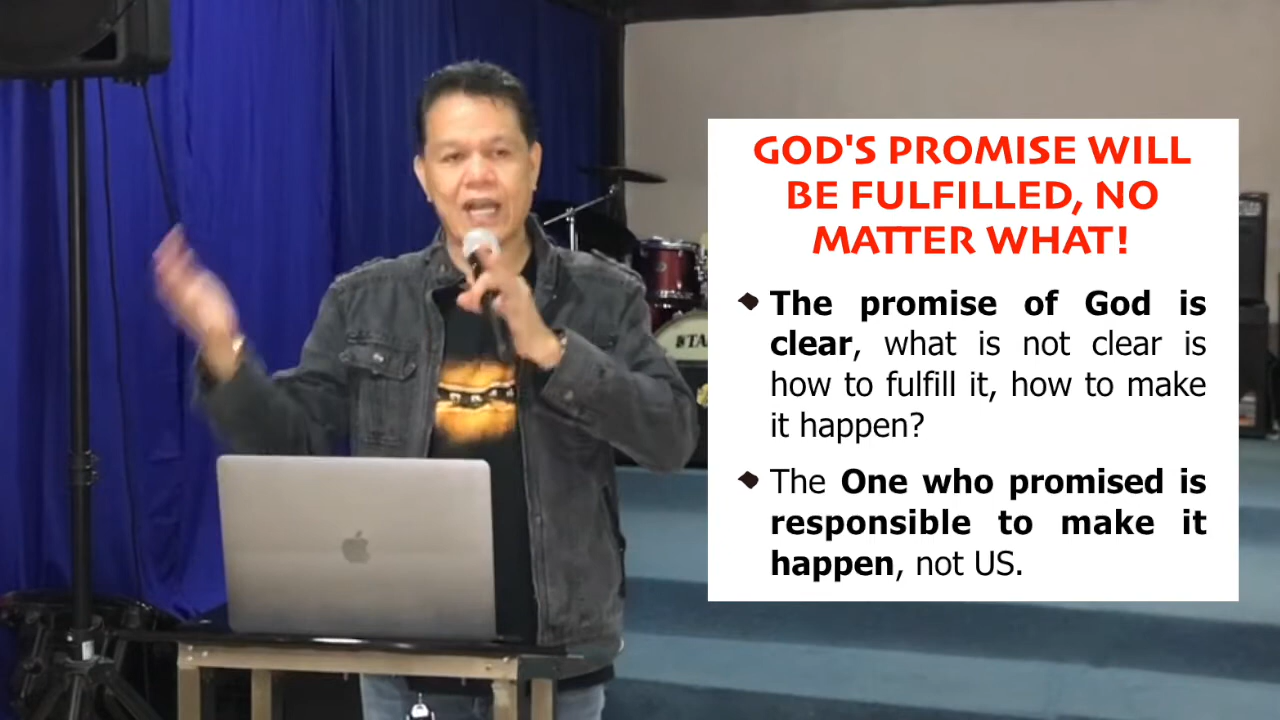 GOD'S PROMISE WILL
BE FULFILLED, NO
MATTER WHAT!
The promise of God is
clear, what is not clear is
how to fulfill it, how to make
it happen?
The One who promised is
responsible to make it
happen, not US.